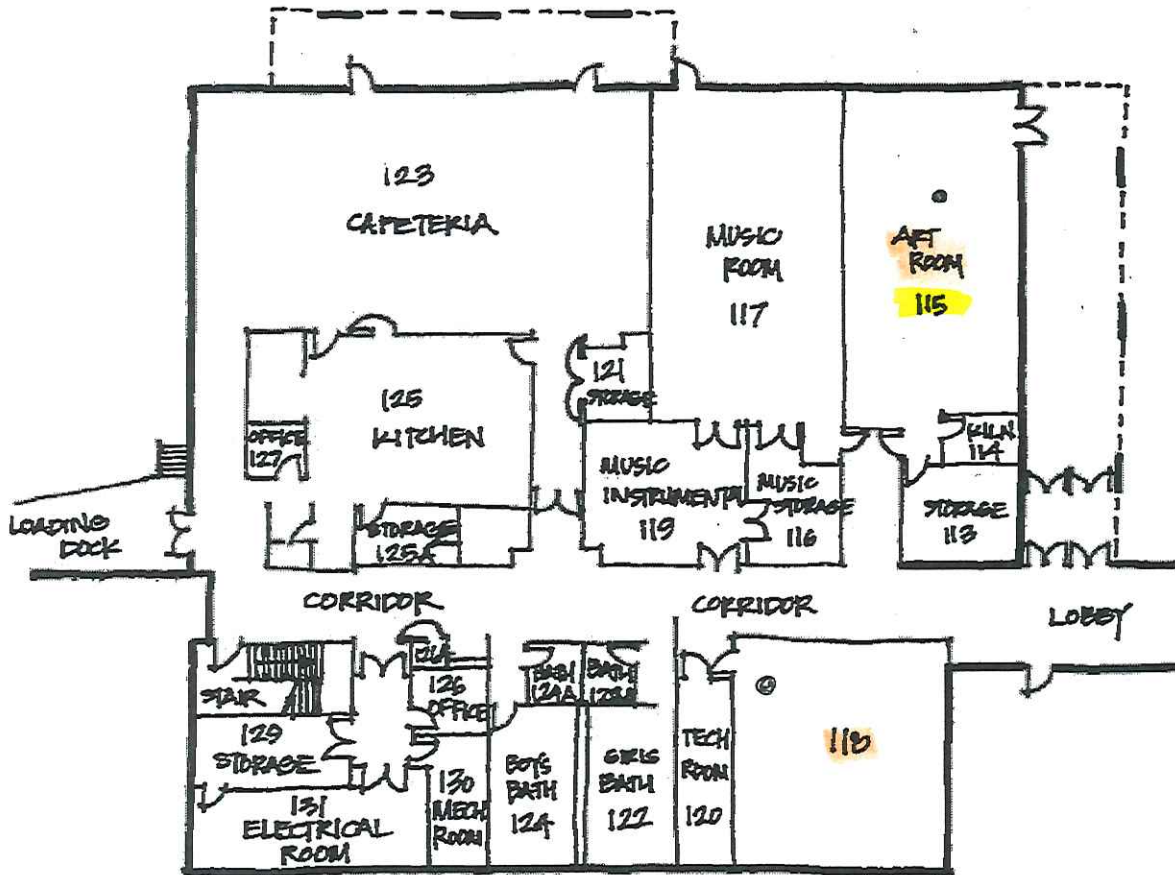 123
CAFETERIA
MUSIC
ROOM
117
ART
ROOM
115
121
STORAGE
125
KITCHEN
OFFICE
127
KILN
114
MUSIC
INSTRUMENTAL
119
MUSIC
STORAGE
116
STORAGE
113
STORAGE
125A
LOADING
DOCK
CORRIDOR
CORRIDOR
LOBBY
STAIR
126
OFFICE
BATH
124A
BATH
129
STORAGE
130
MECH
ROOM
BOYS
BATH
124
GIRLS
BATH
122
TECH
ROOM
120
118
131
ELECTRICAL
ROOM